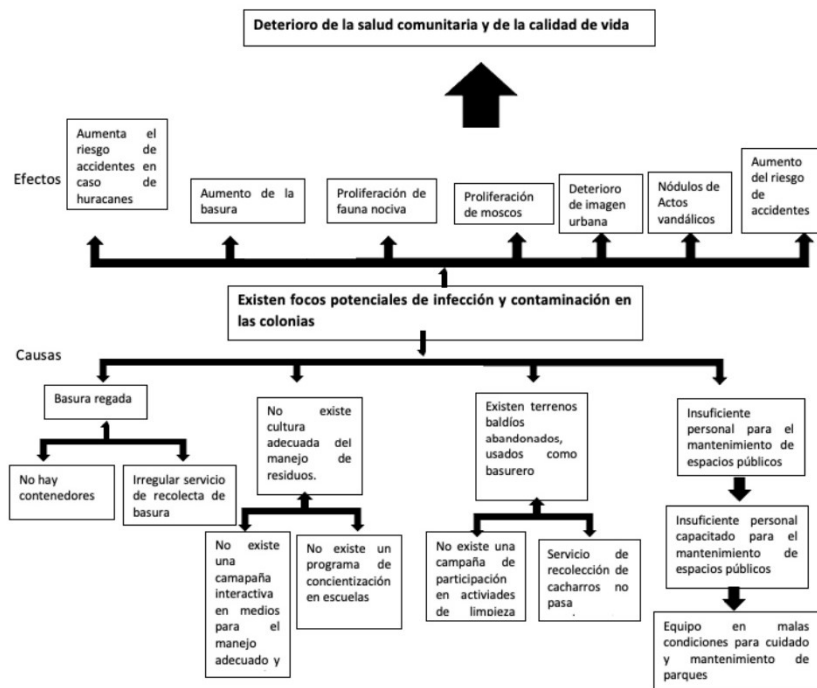 Deterioro de la salud comunitaria y de la calidad de vida
Efectos
Aumenta el
riesgo de
accidentes en
caso de
huracanes
Aumento de la
basura
Proliferación de
fauna nociva
Proliferación
de moscos
Deterioro
de imagen
urbana
Nódulos de
Actos
vandálicos
Aumento
del riesgo
de
accidentes
Existen focos potenciales de infección y contaminación en
las colonias
Causas
Basura regada
No hay
contenedores
Irregular servicio
de recolecta de
basura
No existe
cultura
adecuada del
manejo de
residuos.
No existe
una
camapaña
interactiva
en medios
para el
manejo
adecuado y
No existe un
programa de
concientización
en escuelas
Existen terrenos
baldíos
abandonados,
usados como
basurero
No existe una
campaña de
participación
en activiades
de limpieza
Servicio de
recolección de
cacharros no
pasa
Insuficiente
personal para el
mantenimiento de
espacios públicos
Insuficiente personal
capacitado para el
mantenimiento de
espacios públicos
Equipo en malas
condiciones para cuidado
y mantenimiento de
parques